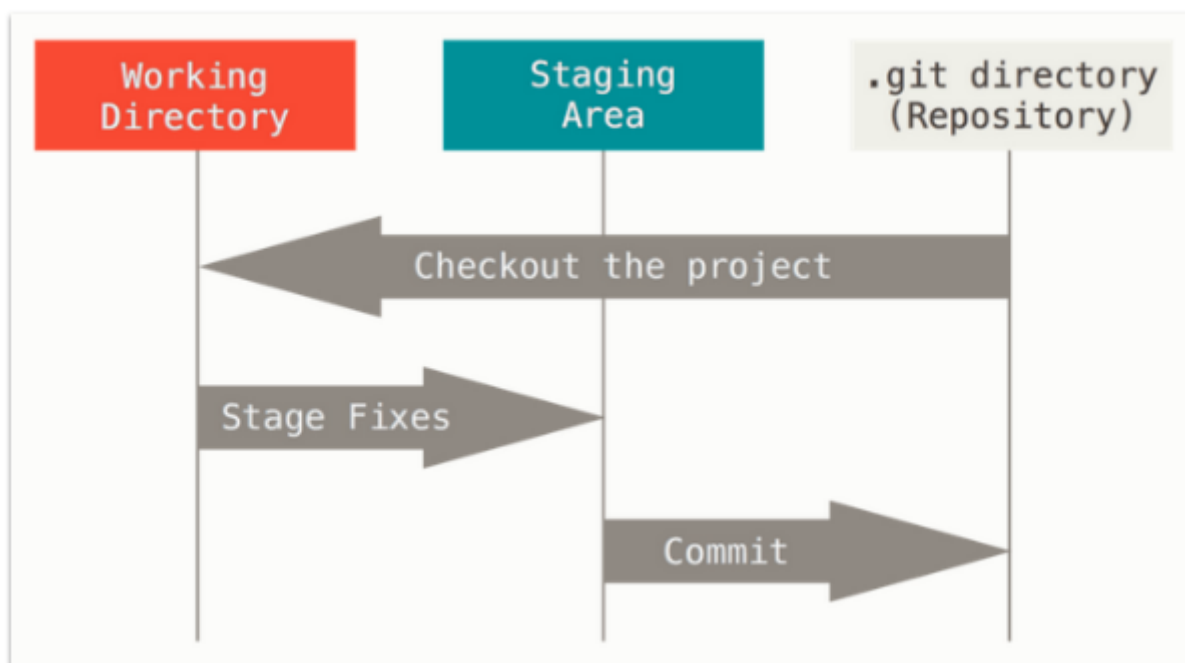 Working
Directory
Staging
Area
.git directory
(Repository)
Checkout the project
Stage Fixes
Commit